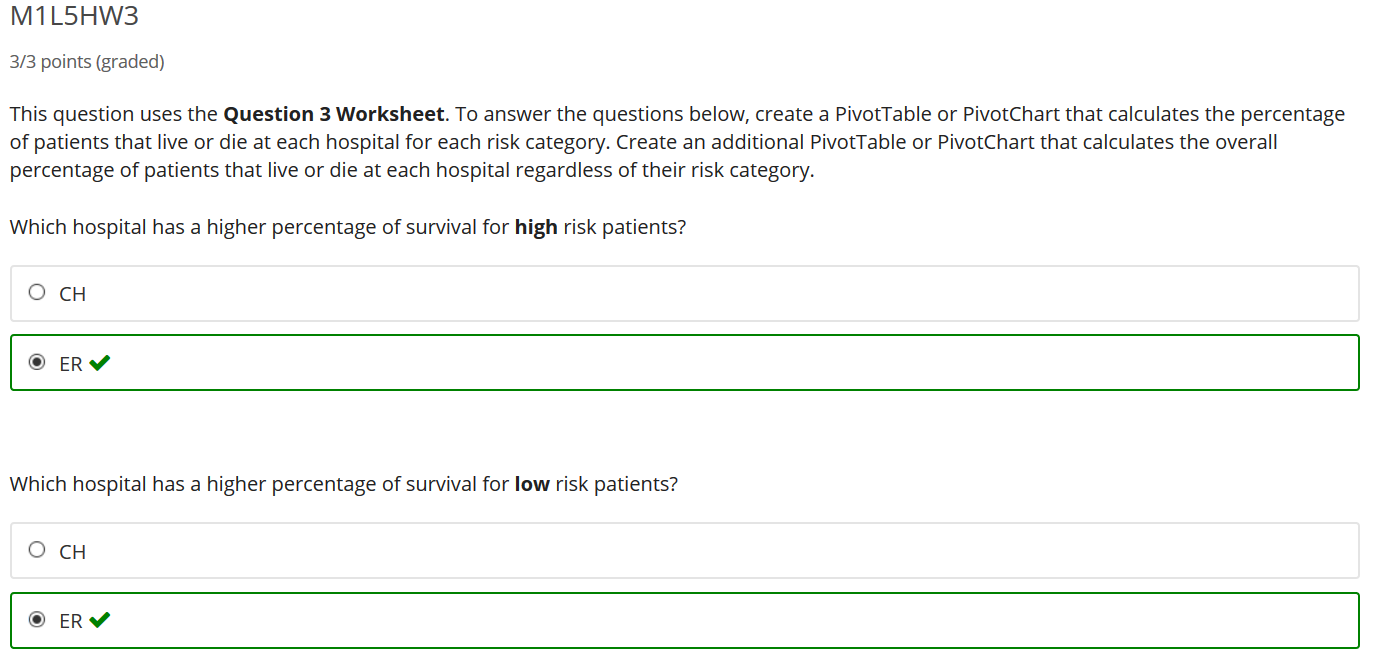 M1L5HW3
3/3 points (graded)
This question uses the Question 3 Worksheet. To answer the questions below, create a PivotTable or PivotChart that calculates the percentage
of patients that live or die at each hospital for each risk category. Create an additional PivotTable or PivotChart that calculates the overall
percentage of patients that live or die at each hospital regardless of their risk category.
Which hospital has a higher percentage of survival for high risk patients?
CH
ER
Which hospital has a higher percentage of survival for low risk patients?
CH
ER